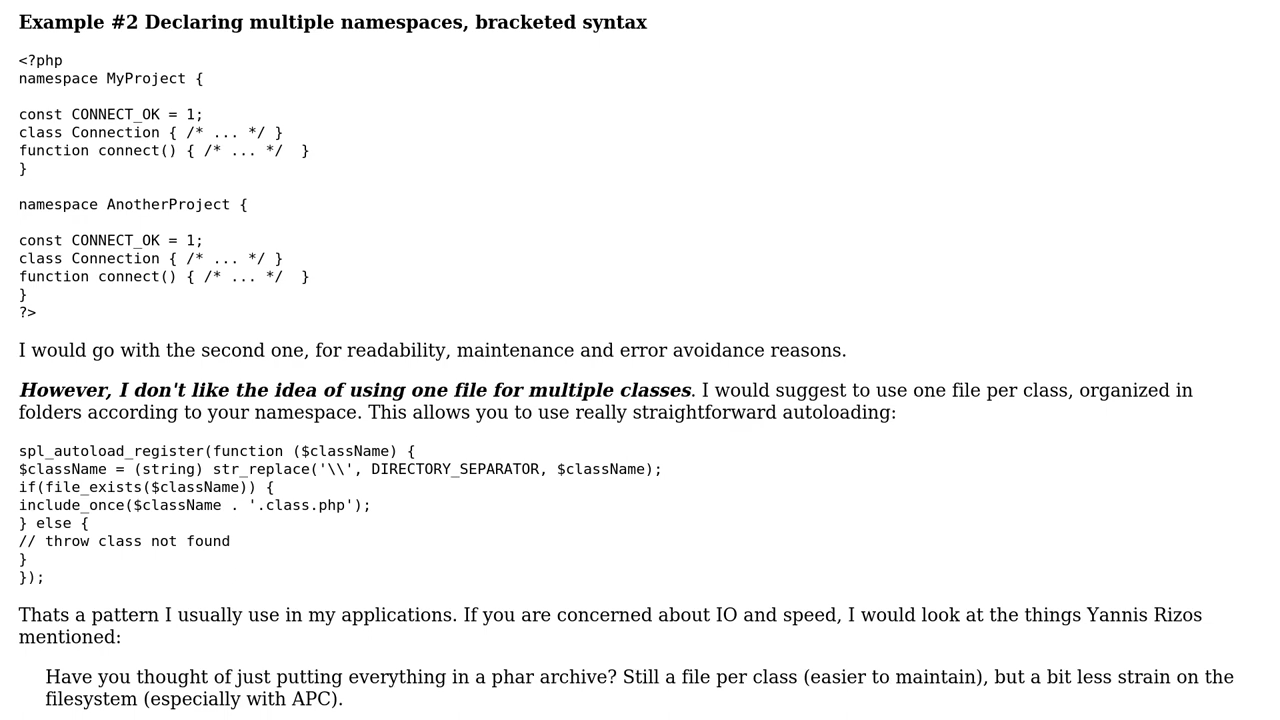 Example #2 Declaring multiple namespaces, bracketed syntax
<?php
namespace MyProject {
const CONNECT_OK = 1;
class Connection { /* ... */ }
function connect() { /* ... */  }
}
namespace AnotherProject {
const CONNECT_OK = 1;
class Connection { /* ... */ }
function connect() { /* ... */  }
}
?>
I would go with the second one, for readability, maintenance and error avoidance reasons.
However, I don't like the idea of using one file for multiple classes. I would suggest to use one file per class, organized in
folders according to your namespace. This allows you to use really straightforward autoloading:
spl_autoload_register(function ($className) {
$className = (string) str_replace('\\', DIRECTORY_SEPARATOR, $className);
if(file_exists($className)) {
include_once($className . '.class.php');
} else {
// throw class not found
}
});
Thats a pattern I usually use in my applications. If you are concerned about IO and speed, I would look at the things Yannis Rizos
mentioned:
Have you thought of just putting everything in a phar archive? Still a file per class (easier to maintain), but a bit less strain on the
filesystem (especially with APC).